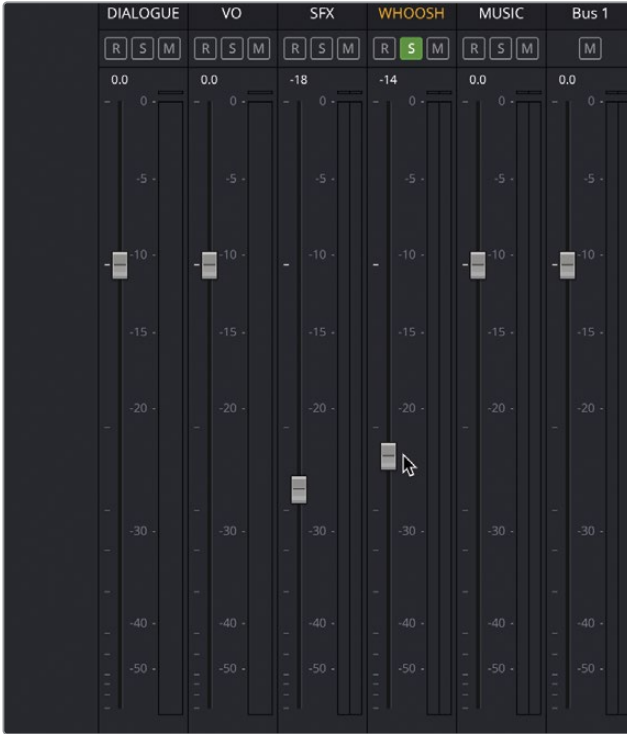 DIALOGUE VO SFX WHOOSH MUSIC Bus 1
R S M R S M R S M R S M R S M M
0.0 0.0 -18 -14 0.0 0.0
0 - 0 - 0 - 0 - 0 - 0 -
-5 - -5 - -5 - -5 - -5 - -5 -
-10 - -10 - -10 - -10 - -10 - -10 -
-15 - -15 - -15 - -15 - -15 - -15 -
-20 - -20 - -20 - -20 - -20 - -20 -
-30 - -30 - -30 - -30 - -30 - -30 -
-40 - -40 - -40 - -40 - -40 - -40 -
-50 - -50 - -50 - -50 - -50 - -50 -